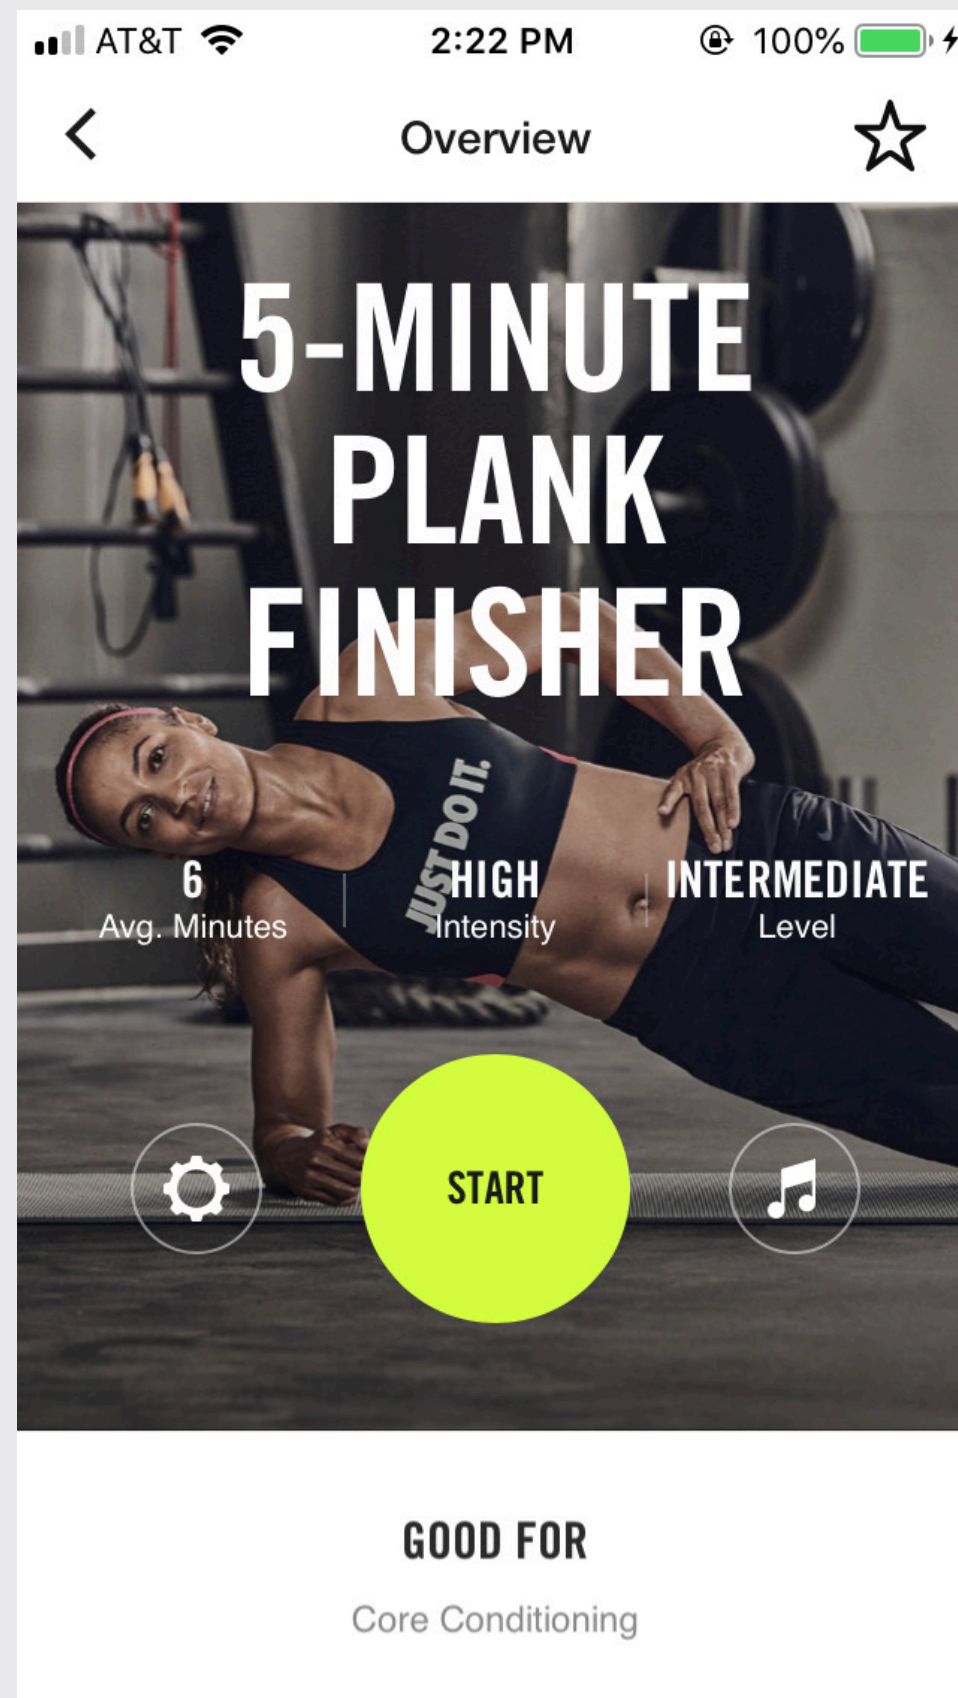 AT&T 2:22 PM 100%
Overview
5-MINUTE
PLANK
FINISHER
JUST DO IT.
6 HIGH INTERMEDIATE
Avg. Minutes Intensity Level
START
GOOD FOR
Core Conditioning